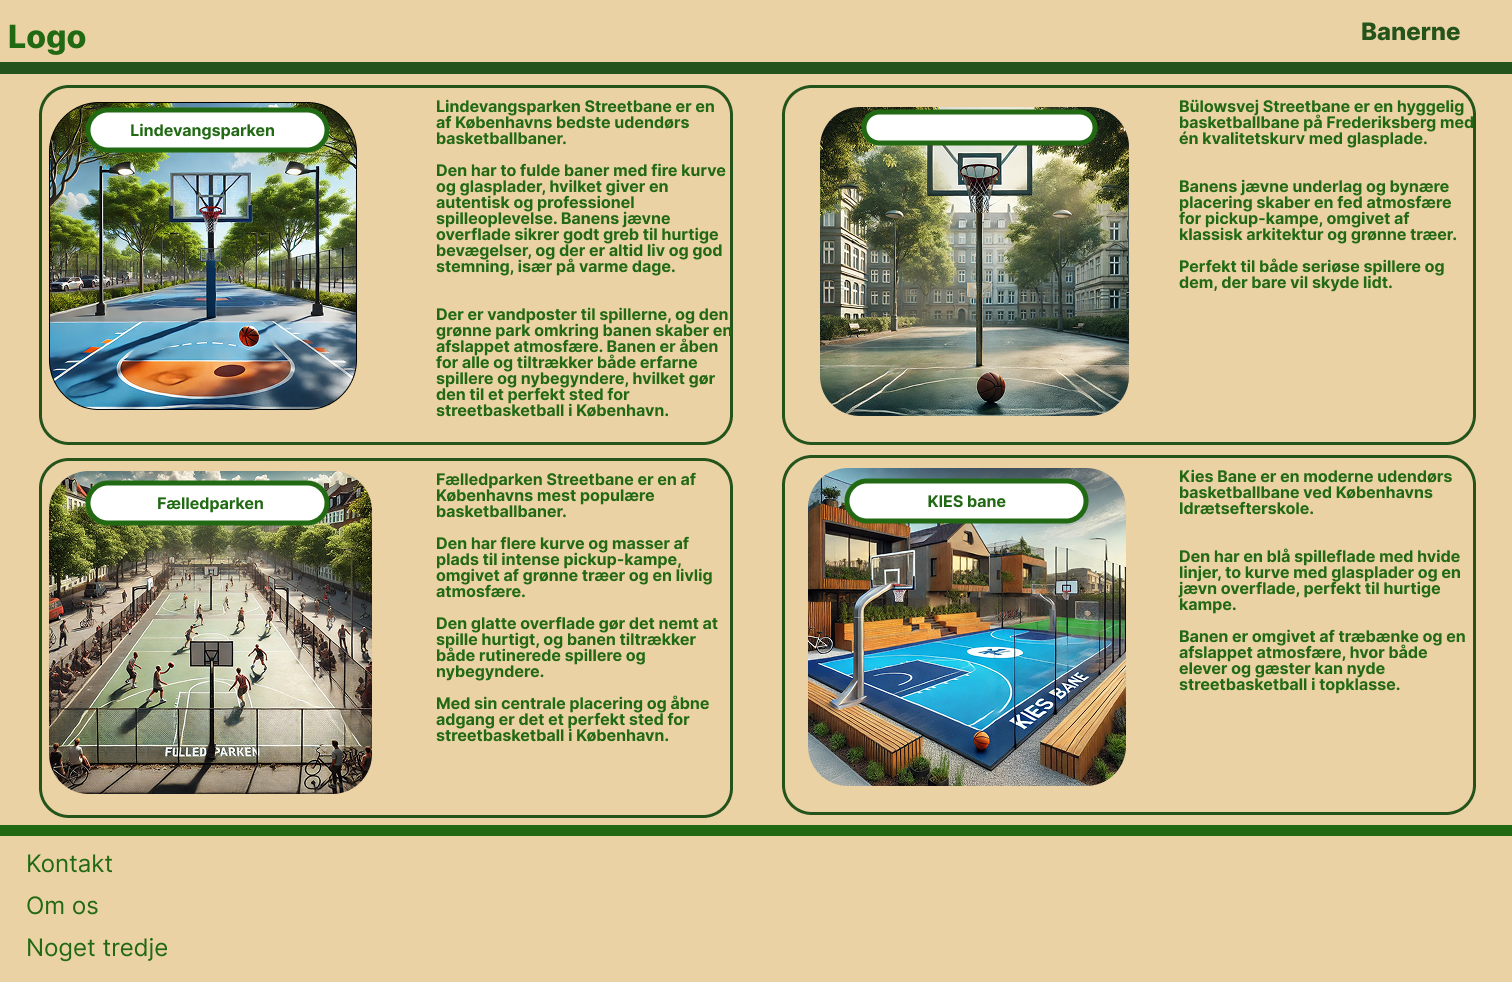 Logo
Banerne
Lindevangsparken
Lindevangsparken Streetbane er en
af Københavns bedste udendørs
basketballbaner.
Den har to fulde baner med fire kurve
og glasplader, hvilket giver en
autentisk og professionel
spilleoplevelse. Banens jævne
overflade sikrer godt greb til hurtige
bevægelser, og der er altid liv og god
stemning, især på varme dage.
Der er vandposter til spillerne, og den
grønne park omkring banen skaber en
afslappet atmosfære. Banen er åben
for alle og tiltrækker både erfarne
spillere og nybegyndere, hvilket gør
den til et perfekt sted for
streetbasketball i København.
Bülowsvej Streetbane er en hyggelig
basketballbane på Frederiksberg med
én kvalitetskurv med glasplade.
Banens jævne underlag og bynære
placering skaber en fed atmosfære
for pickup-kampe, omgivet af
klassisk arkitektur og grønne træer.
Perfekt til både seriøse spillere og
dem, der bare vil skyde lidt.
Fælledparken
FULLED PARKEN
Fælledparken Streetbane er en af
Københavns mest populære
basketballbaner.
Den har flere kurve og masser af
plads til intense pickup-kampe,
omgivet af grønne træer og en livlig
atmosfære.
Den glatte overflade gør det nemt at
spille hurtigt, og banen tiltrækker
både rutinerede spillere og
nybegyndere.
Med sin centrale placering og åbne
adgang er det et perfekt sted for
streetbasketball i København.
KIES bane
KIES BANE
Kies Bane er en moderne udendørs
basketballbane ved Københavns
Idrætsefterskole.
Den har en blå spilleflade med hvide
linjer, to kurve med glasplader og en
jævn overflade, perfekt til hurtige
kampe.
Banen er omgivet af træbænke og en
afslappet atmosfære, hvor både
elever og gæster kan nyde
streetbasketball i topklasse.
Kontakt
Om os
Noget tredje